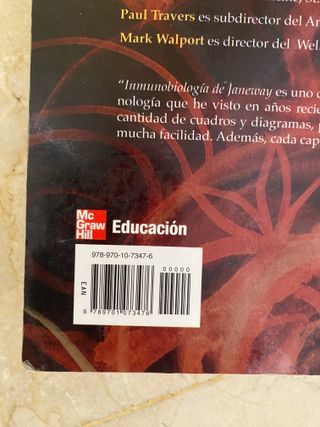 Paul Travers es subdirector del An
Mark Walport es director del Wel
"Inmunobiología de Janeway es uno d
nología que he visto en años recie
cantidad de cuadros y diagramas, p
mucha facilidad. Además, cada cap
Mc
Graw
Hill
Educación
978-970-10-7347-6
00000
EAN
9 789701 073476